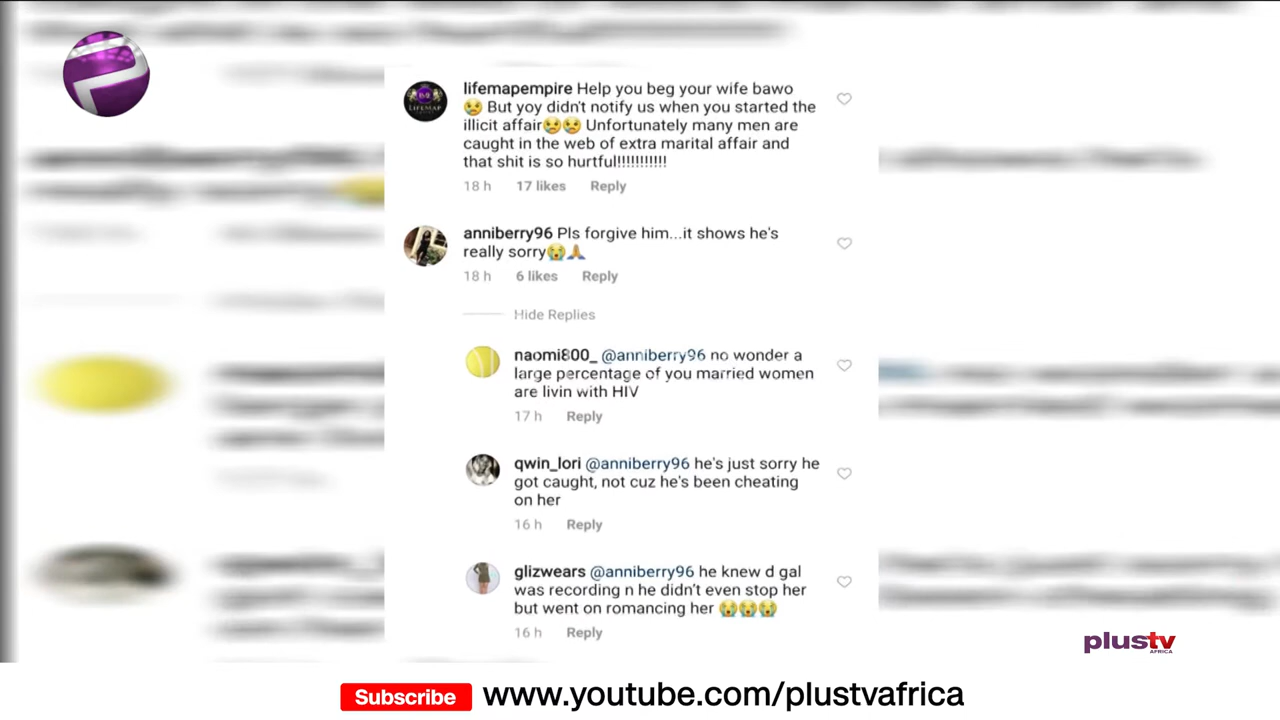 lifemapempire Help you beg your wife bawo
😢 But yoy didn't notify us when you started the
illicit affair😢😢 Unfortunately many men are
caught in the web of extra marital affair and
that shit is so hurtful!!!!!!!!!!!
18 h 17 likes Reply
anniberry96 Pls forgive him...it shows he's
really sorry😭🙏
18 h 6 likes Reply
Hide Replies
naomi800_ @anniberry96 no wonder a
large percentage of you married women
are livin with HIV
17 h Reply
qwin_lori @anniberry96 he's just sorry he
got caught, not cuz he's been cheating
on her
16 h Reply
glizwears @anniberry96 he knew d gal
was recording n he didn't even stop her
but went on romancing her 😭😭😭
16 h Reply
plustv
AFRICA
Subscribe www.youtube.com/plustvafrica